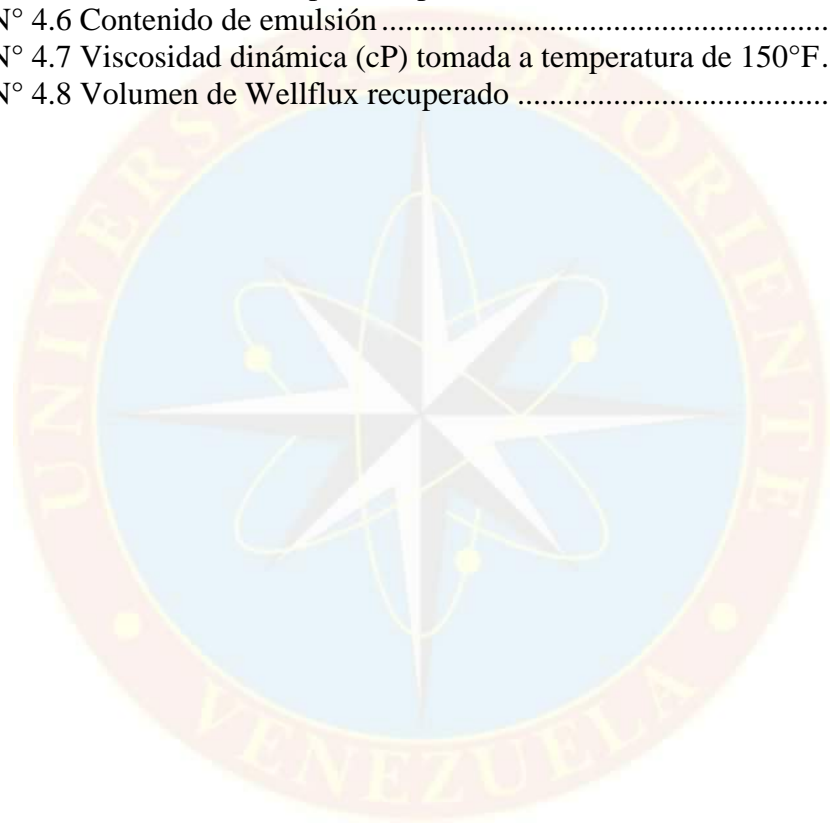 N° 4.6 Contenido de emulsión.......................................................
N° 4.7 Viscosidad dinámica (cP) tomada a temperatura de 150°F.
N° 4.8 Volumen de Wellflux recuperado .......................................
UNIVERSIDAD DE ORIENTE
VENEZUELA